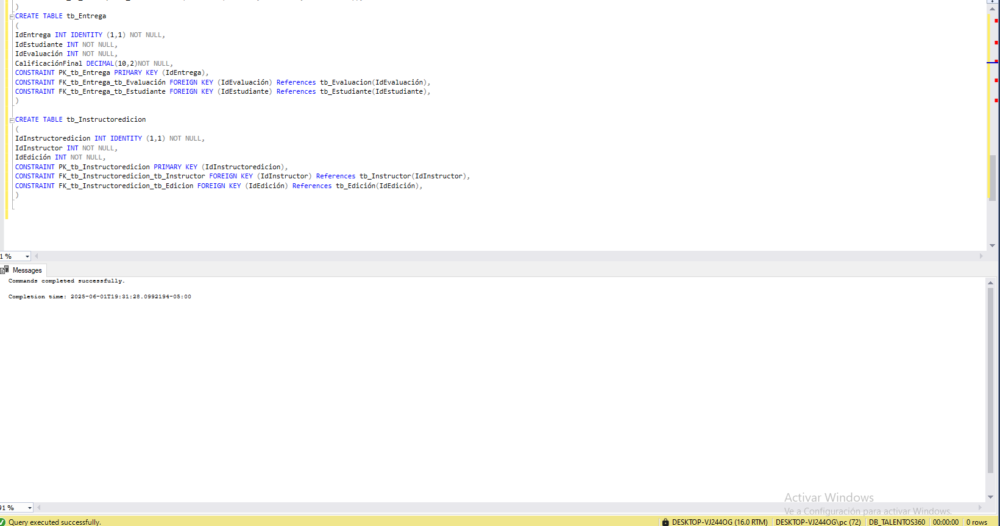 )
CREATE TABLE tb_Entrega
(
IdEntrega INT IDENTITY (1,1) NOT NULL,
IdEstudiante INT NOT NULL,
IdEvaluación INT NOT NULL,
CalificaciónFinal DECIMAL(10,2)NOT NULL,
CONSTRAINT PK_tb_Entrega PRIMARY KEY (IdEntrega),
CONSTRAINT FK_tb_Entrega_tb_Evaluación FOREIGN KEY (IdEvaluación) References tb_Evaluacion(IdEvaluación),
CONSTRAINT FK_tb_Entrega_tb_Estudiante FOREIGN KEY (IdEstudiante) References tb_Estudiante(IdEstudiante),
)
CREATE TABLE tb_Instructoredicion
(
IdInstructoredicion INT IDENTITY (1,1) NOT NULL,
IdInstructor INT NOT NULL,
IdEdición INT NOT NULL,
CONSTRAINT PK_tb_Instructoredicion PRIMARY KEY (IdInstructoredicion),
CONSTRAINT FK_tb_Instructoredicion_tb_Instructor FOREIGN KEY (IdInstructor) References tb_Instructor(IdInstructor),
CONSTRAINT FK_tb_Instructoredicion_tb_Edicion FOREIGN KEY (IdEdición) References tb_Edición(IdEdición),
)
1 %
Messages
Commands completed successfully.
Completion time: 2025-06-01T19:31:28.0992194-05:00
Activar Windows
Ve a Configuración para activar Windows.
91 %
Query executed successfully.
DESKTOP-VJ244OG (16.0 RTM)
DESKTOP-VJ244OG\pc (72)
DB_TALENTOS360
00:00:00
0 rows